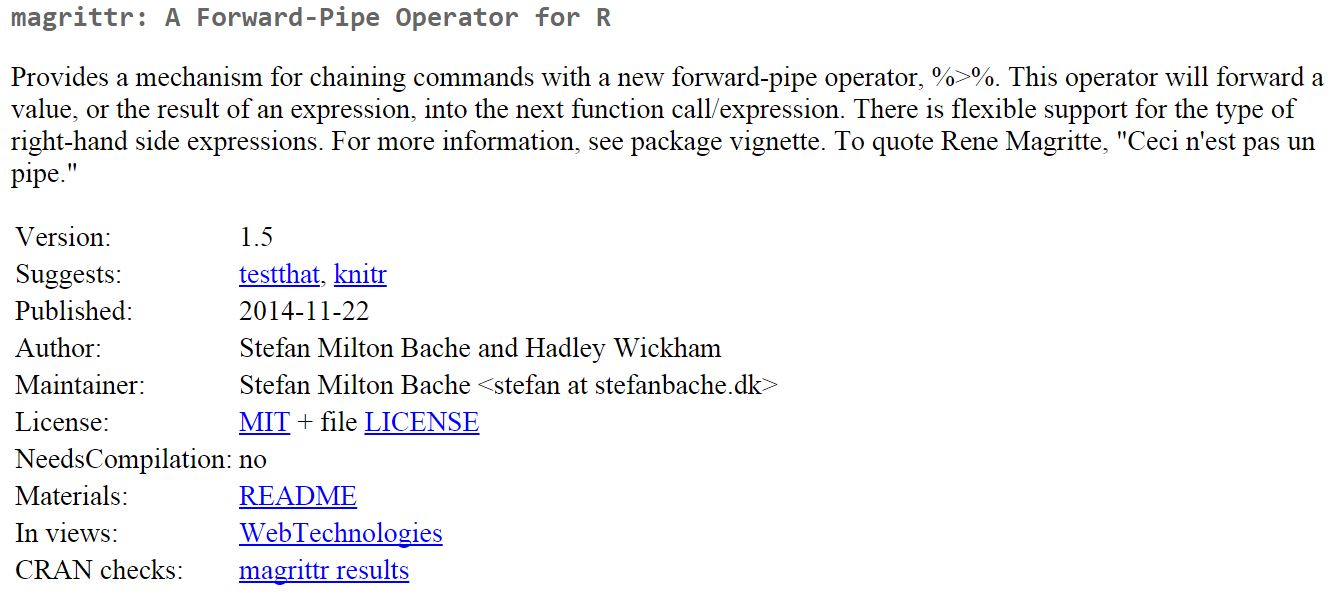 magrittr: A Forward-Pipe Operator for R
Provides a mechanism for chaining commands with a new forward-pipe operator, %>%. This operator will forward a
value, or the result of an expression, into the next function call/expression. There is flexible support for the type of
right-hand side expressions. For more information, see package vignette. To quote Rene Magritte, "Ceci n'est pas un
pipe."
Version: 1.5
Suggests: testthat, knitr
Published: 2014-11-22
Author: Stefan Milton Bache and Hadley Wickham
Maintainer: Stefan Milton Bache <stefan at stefanbache.dk>
License: MIT + file LICENSE
NeedsCompilation: no
Materials: README
In views: WebTechnologies
CRAN checks: magrittr results